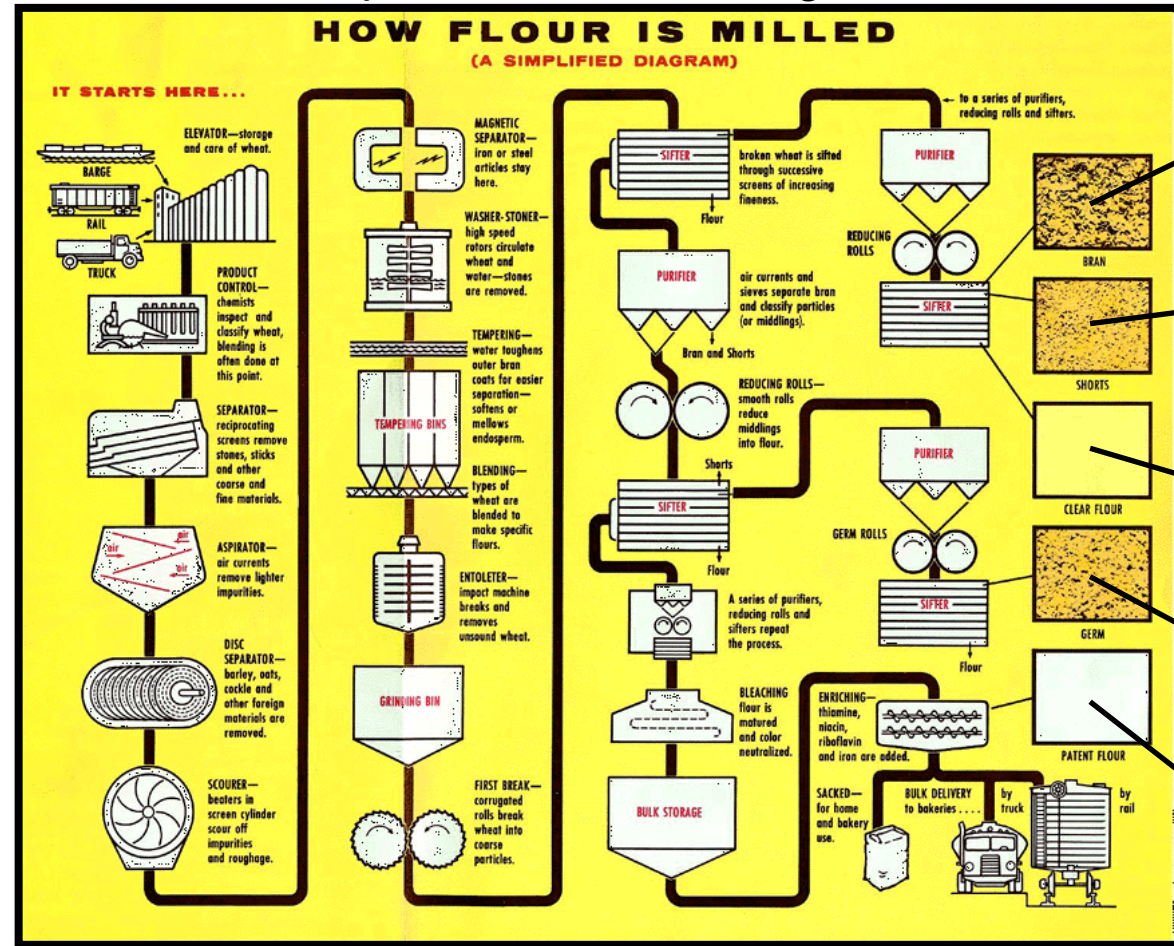 HOW FLOUR IS MILLED
(A SIMPLIFIED DIAGRAM)
IT STARTS HERE...
ELEVATOR—storage
and care of wheat.
BARGE
RAIL
TRUCK
PRODUCT
CONTROL—
chemists
inspect and
classify wheat,
blending is
often done at
this point.
SEPARATOR—
reciprocating
screens remove
stones, sticks
and other
coarse and
fine materials.
air
air
air
ASPIRATOR—
air currents
remove lighter
impurities.
DISC
SEPARATOR—
barley, oats,
cockle and
other foreign
materials are
removed.
SCOURER—
beaters in
screen cylinder
scour off
impurities
and roughage.
MAGNETIC
SEPARATOR—
iron or steel
articles stay
here.
WASHER-STONER—
high speed
rotors circulate
wheat and
water—stones
are removed.
TEMPERING—
water toughens
outer bran
coats for easier
separation—
softens or
mellows
endosperm.
TEMPERING BINS
BLENDING—
types of
wheat are
blended to
make specific
flours.
ENTOLETER—
impact machine
breaks and
removes
unsound wheat.
GRINDING BIN
FIRST BREAK—
corrugated
rolls break
wheat into
coarse
particles.
SIFTER
broken wheat is sifted
through successive
screens of increasing
fineness.
Flour
PURIFIER
air currents and
sieves separate bran
and classify particles
(or middlings).
Bran and Shorts
REDUCING ROLLS—
smooth rolls
reduce
middlings
into flour.
Shorts
SIFTER
Flour
A series of purifiers,
reducing rolls and
sifters repeat
the process.
BLEACHING
flour is
matured
and color
neutralized.
BULK STORAGE
to a series of purifiers,
reducing rolls and sifters.
PURIFIER
REDUCING
ROLLS
SIFTER
BRAN
SHORTS
CLEAR FLOUR
PURIFIER
GERM ROLLS
SIFTER
Flour
GERM
ENRICHING—
thiamine,
niacin,
riboflavin
and iron are added.
PATENT FLOUR
SACKED—
for home
and bakery
use.
BULK DELIVERY
to bakeries....
by
truck
by
rail